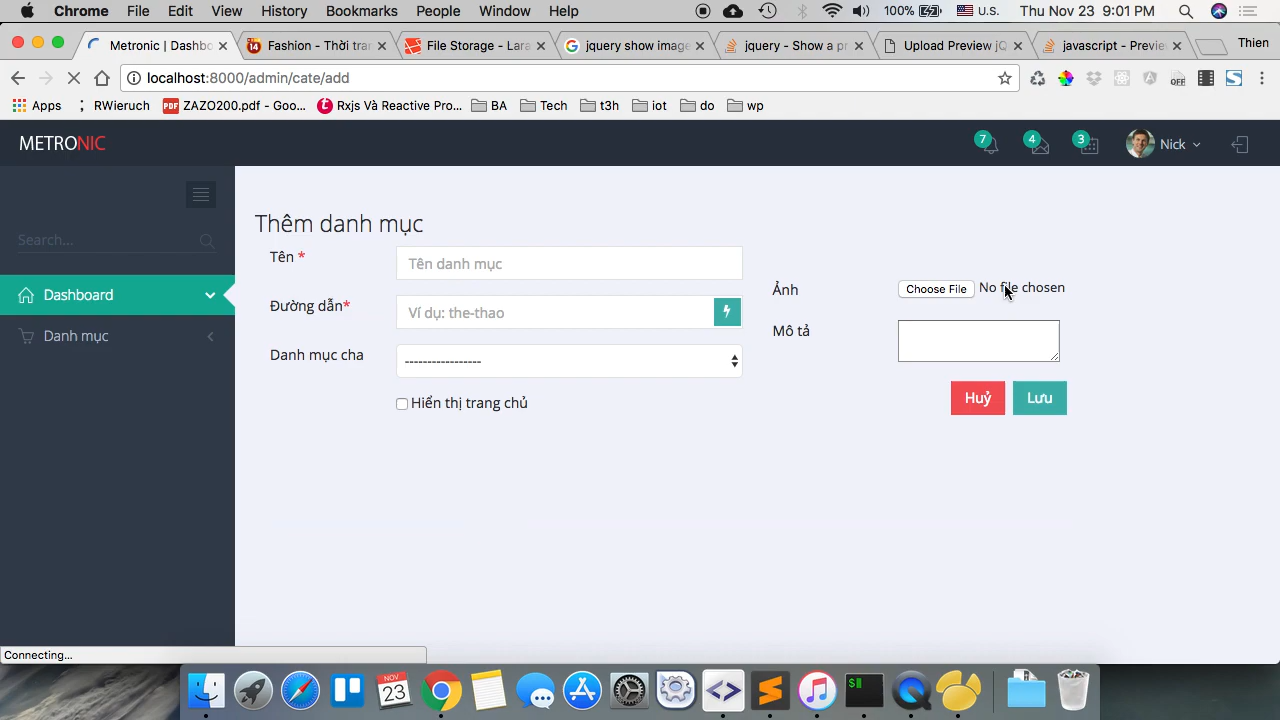 Chrome File Edit View History Bookmarks People Window Help 100% U.S. Thu Nov 23 9:01 PM
Metronic | Dashbo Fashion - Thời tran File Storage - Lara jquery show image jquery - Show a p Upload Preview jQ javascript - Previe Thien
localhost:8000/admin/cate/add
Apps RWieruch ZAZO200.pdf - Goo... Rxjs Và Reactive Pro... BA Tech t3h iot do wp
METRONIC 7 4 3 Nick
Search...
Dashboard
Danh mục
Thêm danh mục
Tên * Tên danh mục
Ảnh Choose File No file chosen
Đường dẫn* Ví dụ: the-thao
Mô tả
Danh mục cha -----------------
Hiển thị trang chủ
Huỷ Lưu
Connecting...
NOV
23